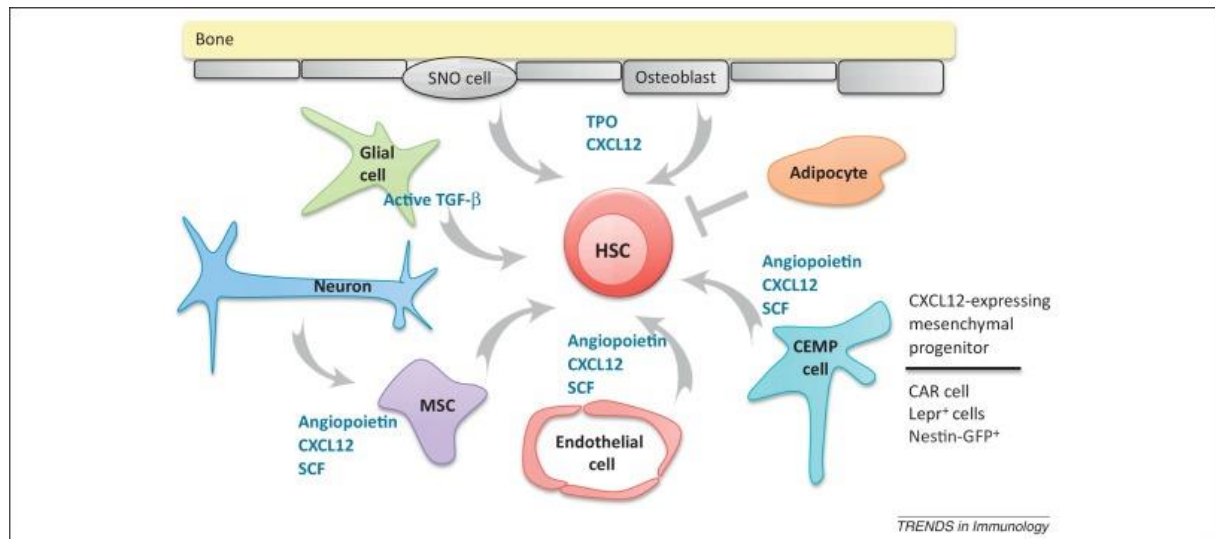 Bone
SNO cell
Osteoblast
TPO
CXCL12
Glial
cell
Active TGF-β
Adipocyte
HSC
Neuron
Angiopoietin
CXCL12
SCF
CEMP
cell
CXCL12-expressing
mesenchymal
progenitor
CAR cell
Lepr⁺ cells
Nestin-GFP⁺
Angiopoietin
CXCL12
SCF
MSC
Angiopoietin
CXCL12
SCF
Endothelial
cell
TRENDS in Immunology